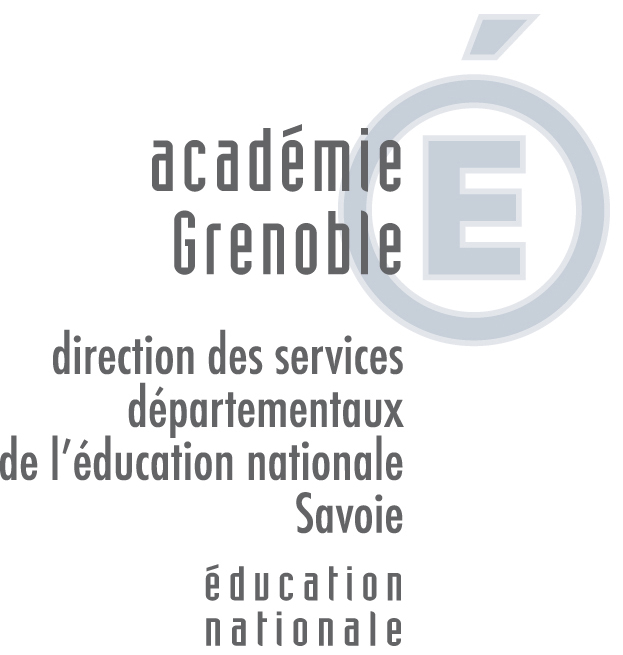 É
académie
Grenoble
direction des services
départementaux
de l'éducation nationale
Savoie
éducation
nationale